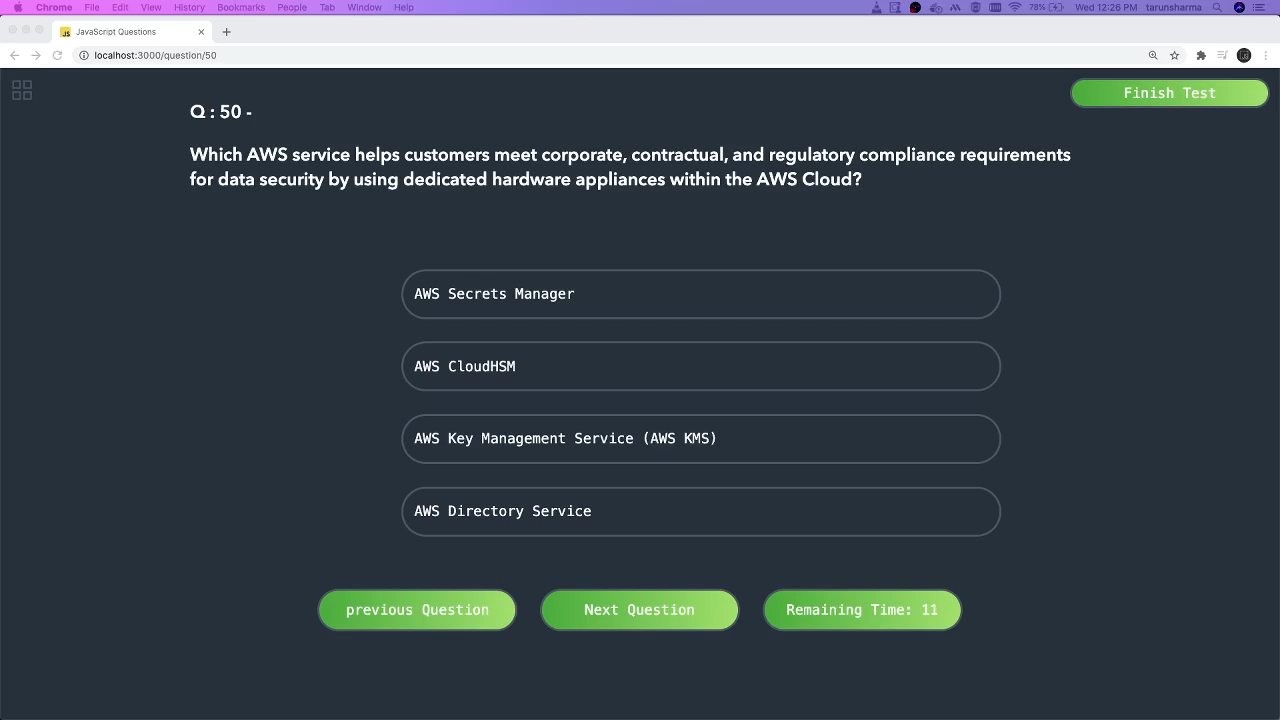 Chrome File Edit View History Bookmarks People Tab Window Help 78% Wed 12:26 PM tarunsharma
JS JavaScript Questions
localhost:3000/question/50
Finish Test
Q : 50 -
Which AWS service helps customers meet corporate, contractual, and regulatory compliance requirements
for data security by using dedicated hardware appliances within the AWS Cloud?
AWS Secrets Manager
AWS CloudHSM
AWS Key Management Service (AWS KMS)
AWS Directory Service
previous Question Next Question Remaining Time: 11